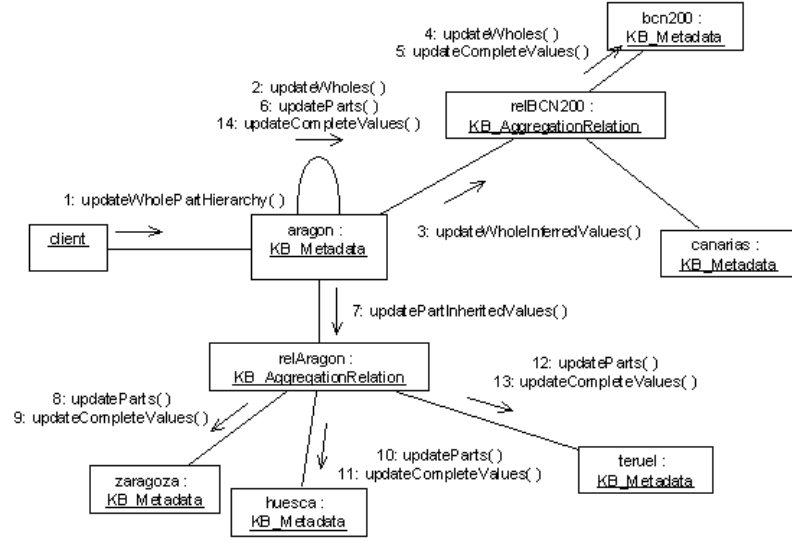 4: updateWholes( )
5: updateCompleteValues( )
bcn200 :
KB_Metadata
2: updateWholes( )
6: updateParts( )
14: updateCompleteValues( )
relBCN200 :
KB_AggregationRelation
1: updateWholePartHierarchy( )
client
aragon :
KB_Metadata
3: updateWholeInferredValues( )
canarias :
KB_Metadata
7: updatePartInheritedValues( )
relAragon :
KB_AggregationRelation
12: updateParts( )
13: updateCompleteValues( )
8: updateParts( )
9: updateCompleteValues( )
10: updateParts( )
11: updateCompleteValues( )
zaragoza :
KB_Metadata
huesca :
KB_Metadata
teruel :
KB_Metadata